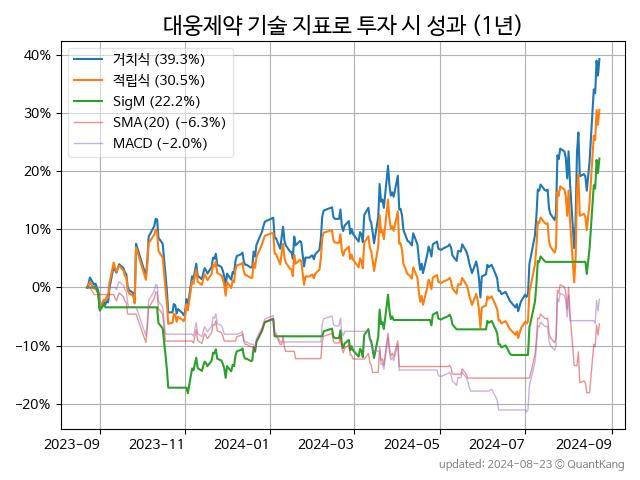 대웅제약 기술 지표로 투자 시 성과 (1년)
거치식 (39.3%)
적립식 (30.5%)
SigM (22.2%)
SMA(20) (−6.3%)
MACD (−2.0%)
40%
30%
20%
10%
0%
−10%
−20%
2023-09 2023-11 2024-01 2024-03 2024-05 2024-07 2024-09
updated: 2024-08-23 © QuantKang